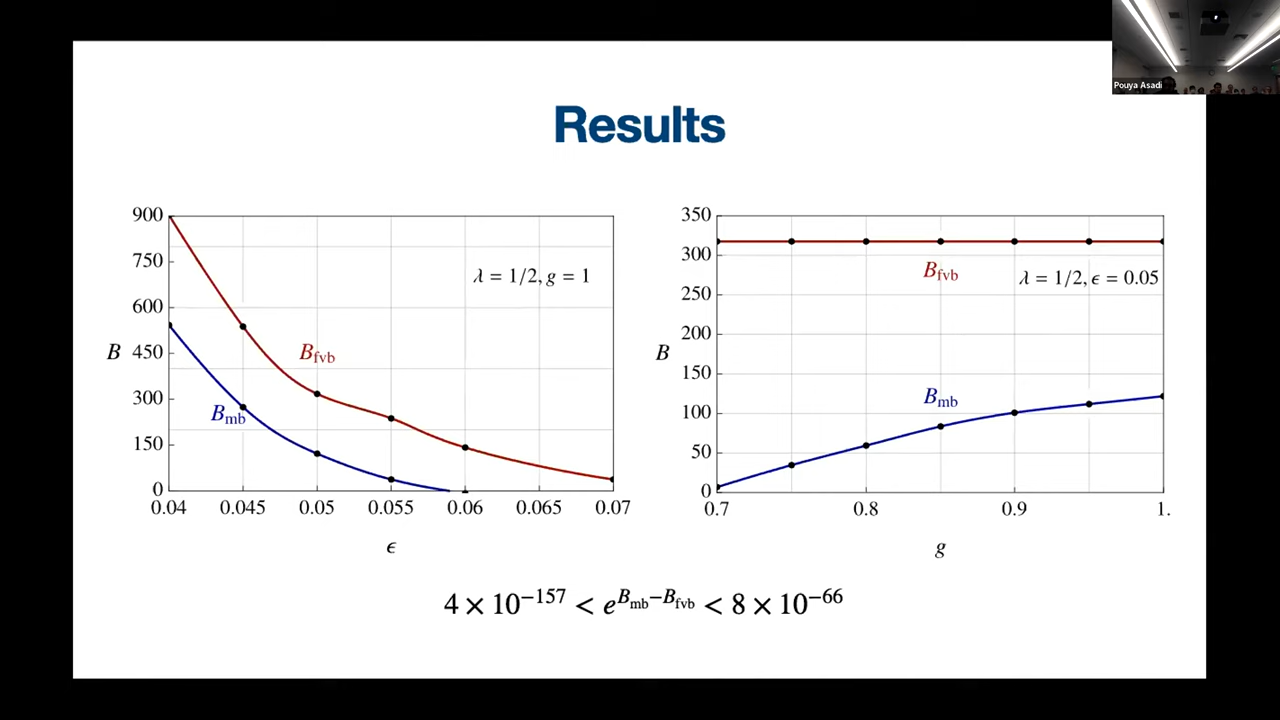 Pouya Asadi
Results
900
750
600
450
300
150
0
B
λ = 1/2, g = 1
B_fvb
B_mb
0.04 0.045 0.05 0.055 0.06 0.065 0.07
ϵ
350
300
250
200
150
100
50
0
B
B_fvb
λ = 1/2, ϵ = 0.05
B_mb
0.7 0.8 0.9 1.
g
4 × 10^{−157} < e^{B_mb−B_fvb} < 8 × 10^{−66}